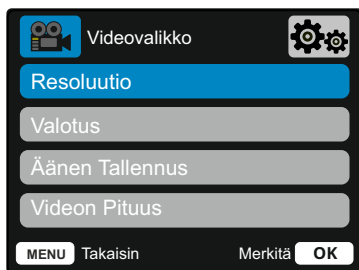 Videovalikko
Resoluutio
Valotus
Äänen Tallennus
Videon Pituus
MENU Takaisin Merkitä OK